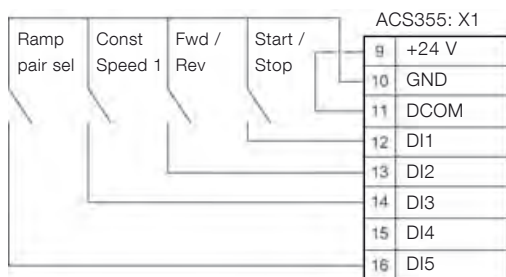 ACS355: X1
Ramp
pair sel
Const
Speed 1
Fwd /
Rev
Start /
Stop
9 +24 V
10 GND
11 DCOM
12 DI1
13 DI2
14 DI3
15 DI4
16 DI5